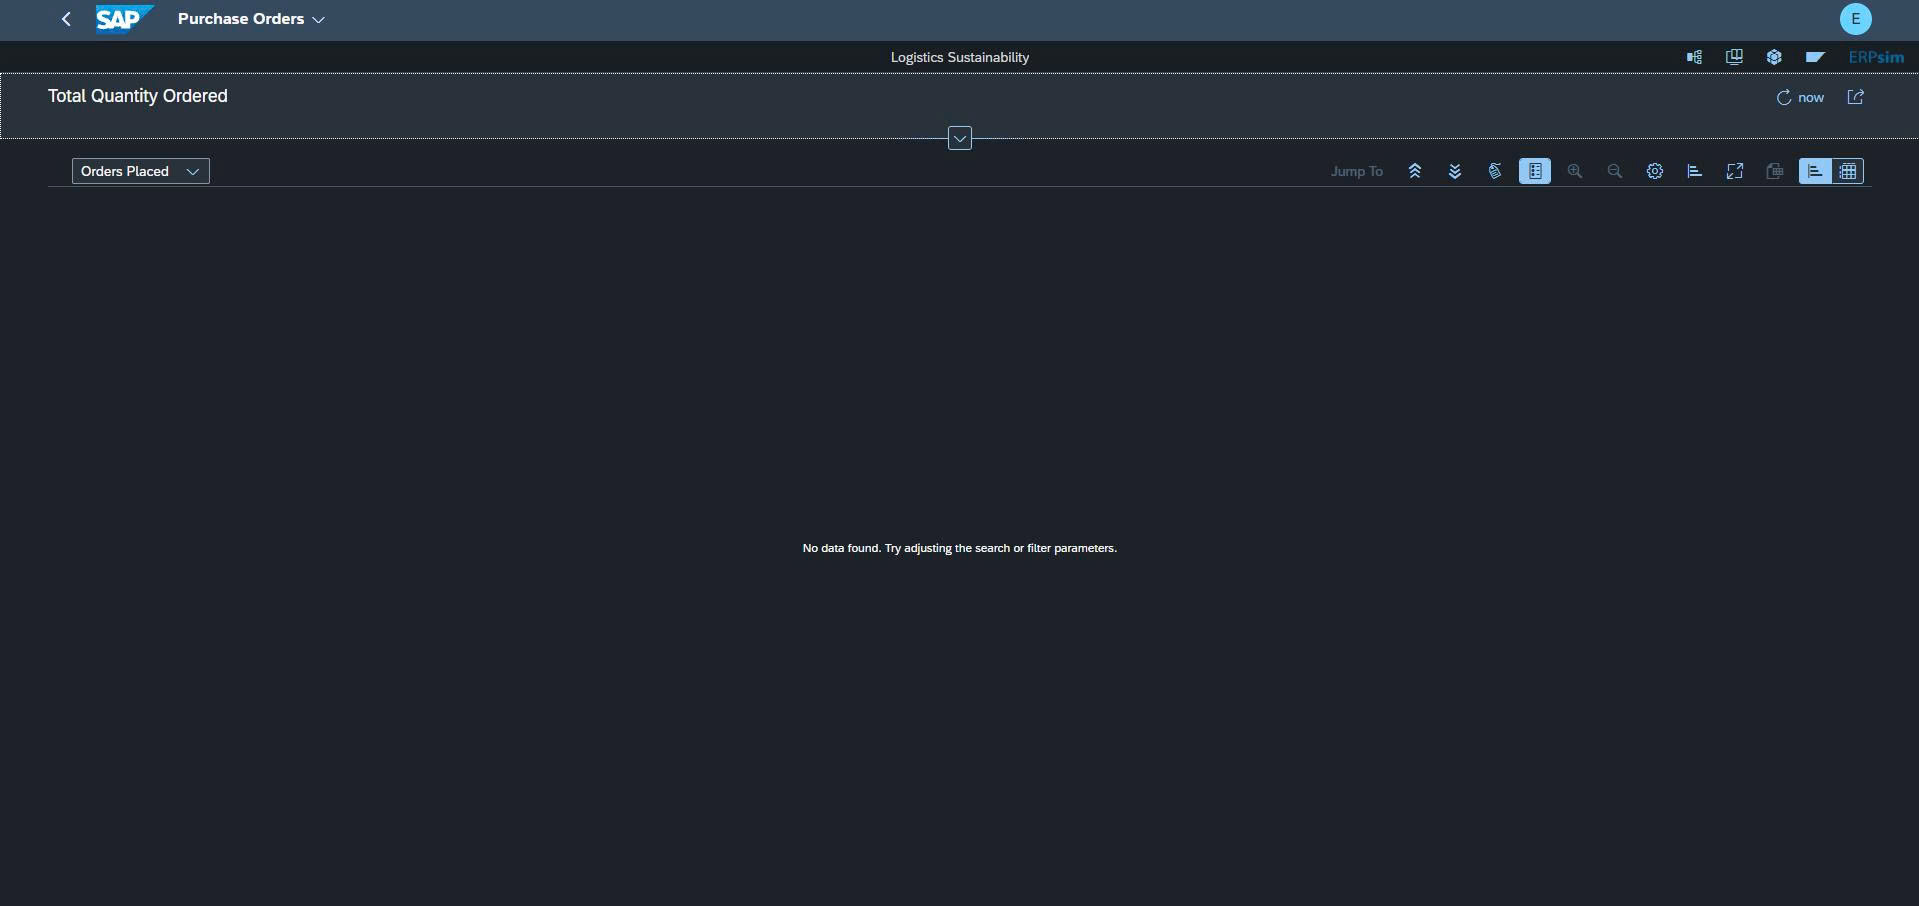 SAP Purchase Orders E
Logistics Sustainability ERPsim
Total Quantity Ordered now
Orders Placed Jump To
No data found. Try adjusting the search or filter parameters.